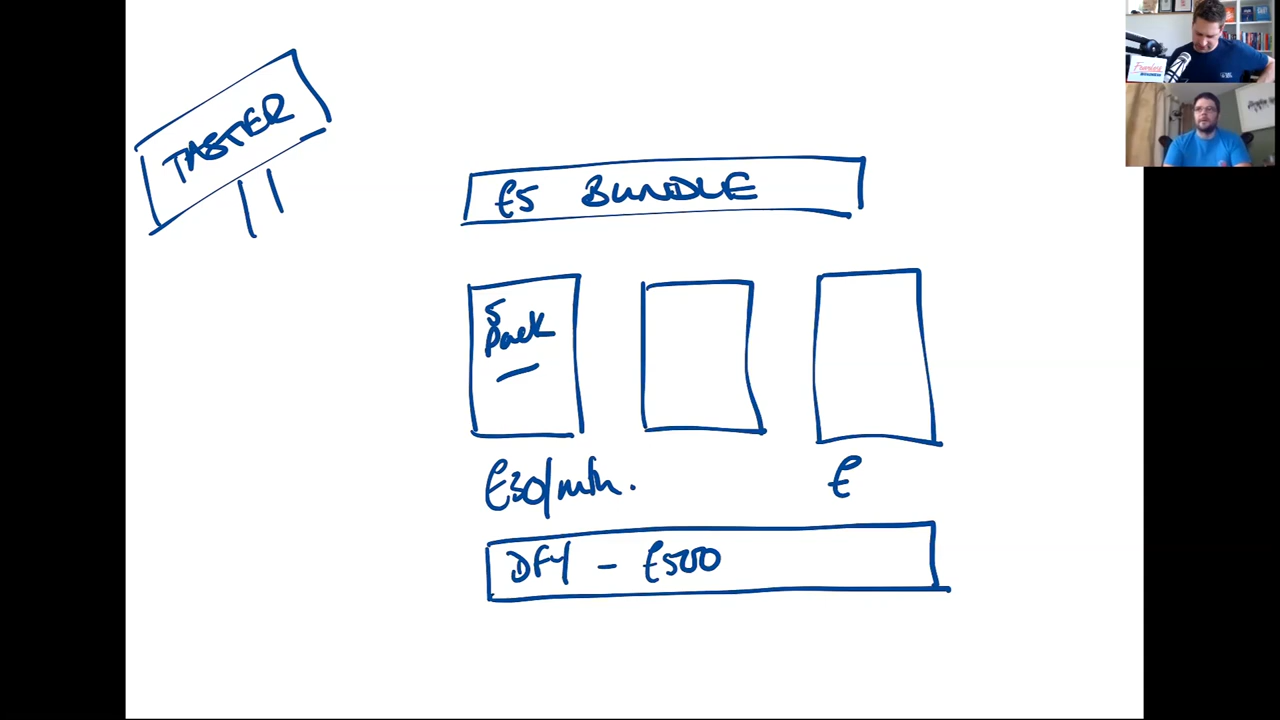 TASTER
£5 BUNDLE
5
Pack
£30/mth.
£
DFY - £500